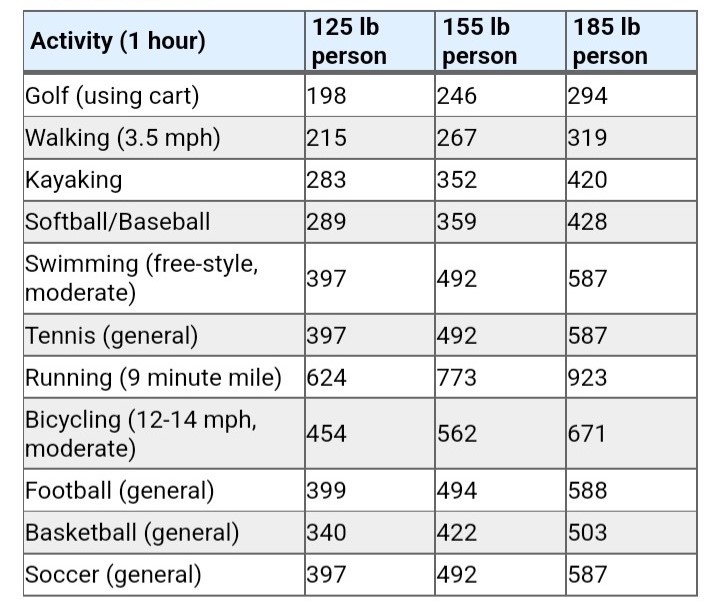 Activity (1 hour) 125 lb person 155 lb person 185 lb person
Golf (using cart) 198 246 294
Walking (3.5 mph) 215 267 319
Kayaking 283 352 420
Softball/Baseball 289 359 428
Swimming (free-style, moderate) 397 492 587
Tennis (general) 397 492 587
Running (9 minute mile) 624 773 923
Bicycling (12-14 mph, moderate) 454 562 671
Football (general) 399 494 588
Basketball (general) 340 422 503
Soccer (general) 397 492 587